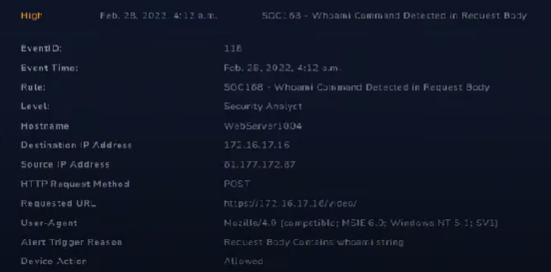 High Feb. 28, 2022, 4:12 a.m. SOC168 - Whoami Command Detected in Request Body
EventID: 118
Event Time: Feb. 28, 2022, 4:12 a.m.
Rule: SOC168 - Whoami Command Detected in Request Body
Level: Security Analyst
Hostname WebServer1004
Destination IP Address 172.16.17.16
Source IP Address 61.177.172.87
HTTP Request Method POST
Requested URL https://172.16.17.16/video/
User-Agent Mozilla/4.0 (compatible; MSIE 6.0; Windows NT 5.1; SV1)
Alert Trigger Reason Request Body Contains whoami string
Device Action Allowed